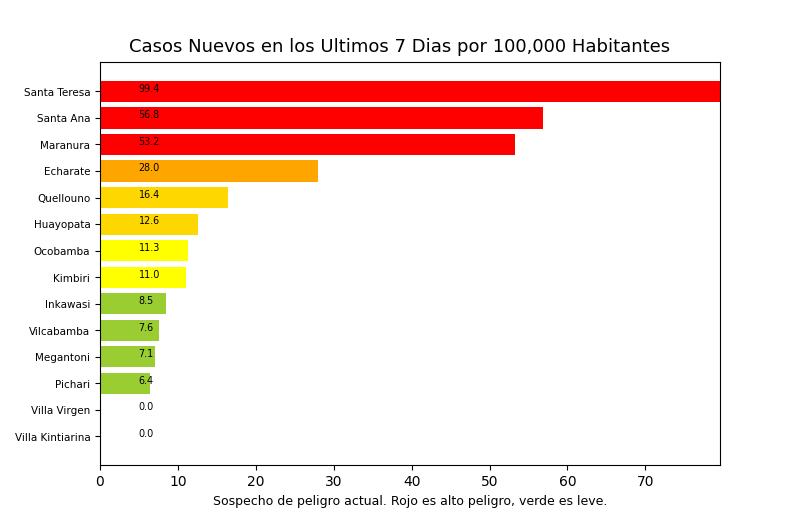 Casos Nuevos en los Ultimos 7 Dias por 100,000 Habitantes
Santa Teresa 99.4
Santa Ana 56.8
Maranura 53.2
Echarate 28.0
Quellouno 16.4
Huayopata 12.6
Ocobamba 11.3
Kimbiri 11.0
Inkawasi 8.5
Vilcabamba 7.6
Megantoni 7.1
Pichari 6.4
Villa Virgen 0.0
Villa Kintiarina 0.0
0 10 20 30 40 50 60 70
Sospecho de peligro actual. Rojo es alto peligro, verde es leve.